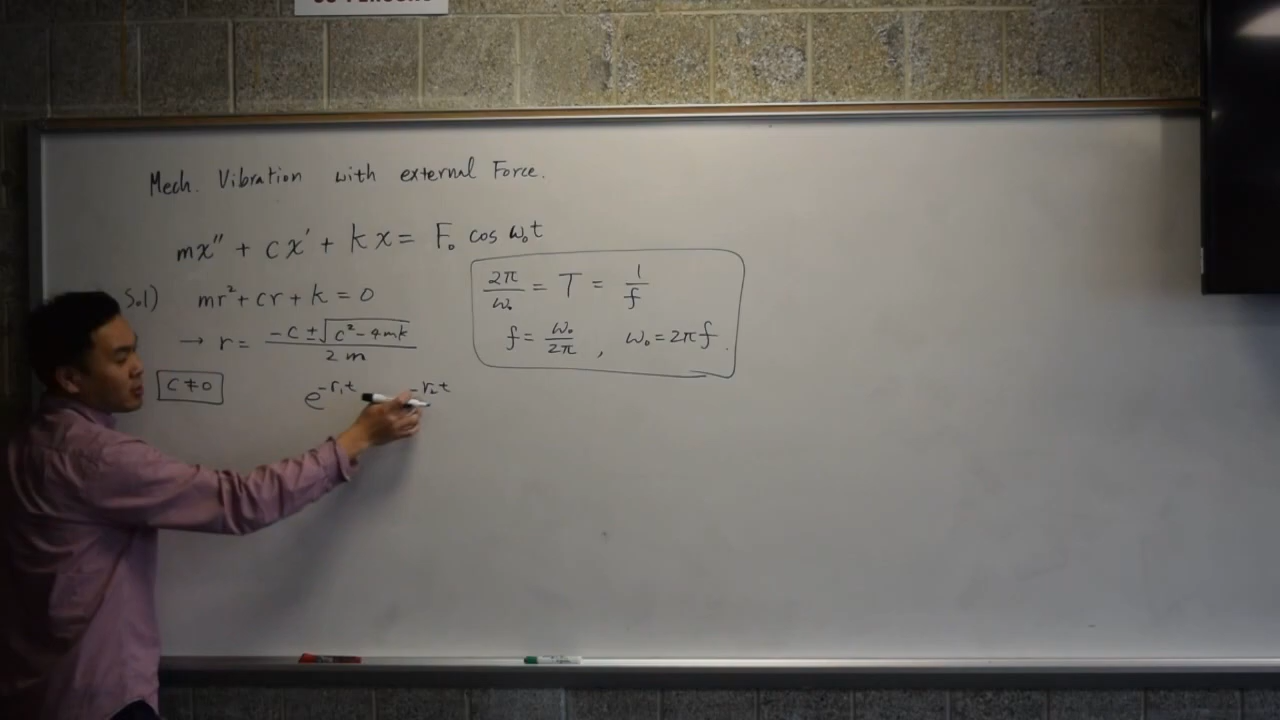 Mech. Vibration with external Force.
mx'' + cx' + kx = F₀ cos ω₀t
Sol) mr² + cr + k = 0
→ r = (-c ± √(c² - 4mk)) / 2m
c ≠ 0
e^(-r₁t) -r₂t
2π/ω₀ = T = 1/f
f = ω₀/2π , ω₀ = 2πf .